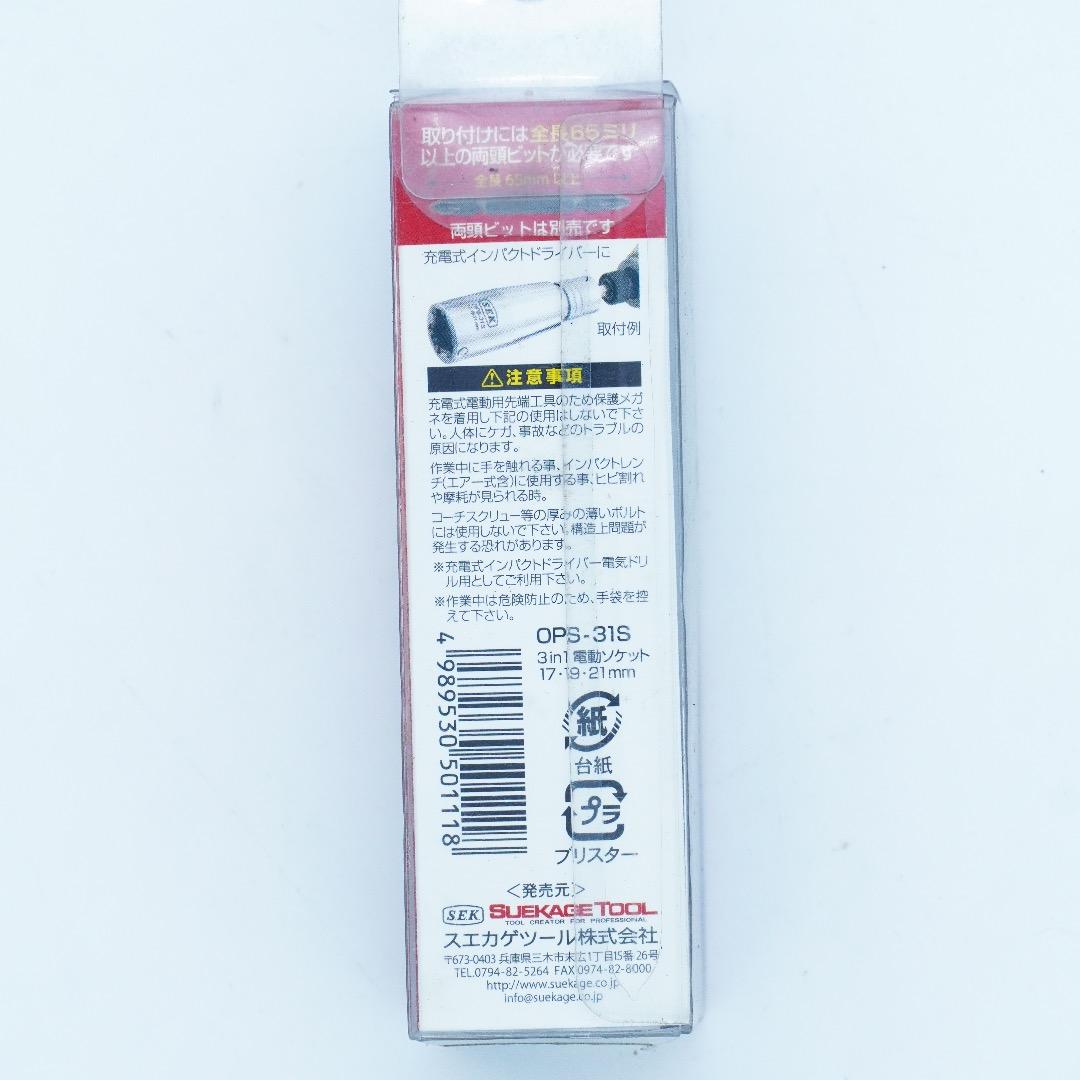 取り付けには全長65ミリ
以上の両頭ビットが必要です
全長 65mm 以上
両頭ビットは別売です
充電式インパクトドライバーに
SEK
OPS-31S
取付例
注意事項
充電式電動用先端工具のため保護メガ
ネを着用し下記の使用はしないで下さ
い。人体にケガ、事故などのトラブルの
原因になります。
作業中に手を触れる事、インパクトレン
チ(エアー式含)に使用する事、ヒビ割れ
や摩耗が見られる時。
コーチスクリュー等の厚みの薄いボルト
には使用しないで下さい。構造上問題が
発生する恐れがあります。
※充電式インパクトドライバー電気ドリ
ル用としてご利用下さい。
※作業中は危険防止のため、手袋を控
えて下さい。
OPS-31S
3in1電動ソケット
17・19・21mm
4 989530 501118
紙
台紙
プラ
ブリスター
<発売元>
SEK SUEKAGE TOOL
TOOL CREATOR FOR PROFESSIONAL
スエカゲツール株式会社
〒673-0403 兵庫県三木市末広1丁目15番26号
TEL.0794-82-5264 FAX 0974-82-8000
http://www.suekage.co.jp
info@suekage.co.jp